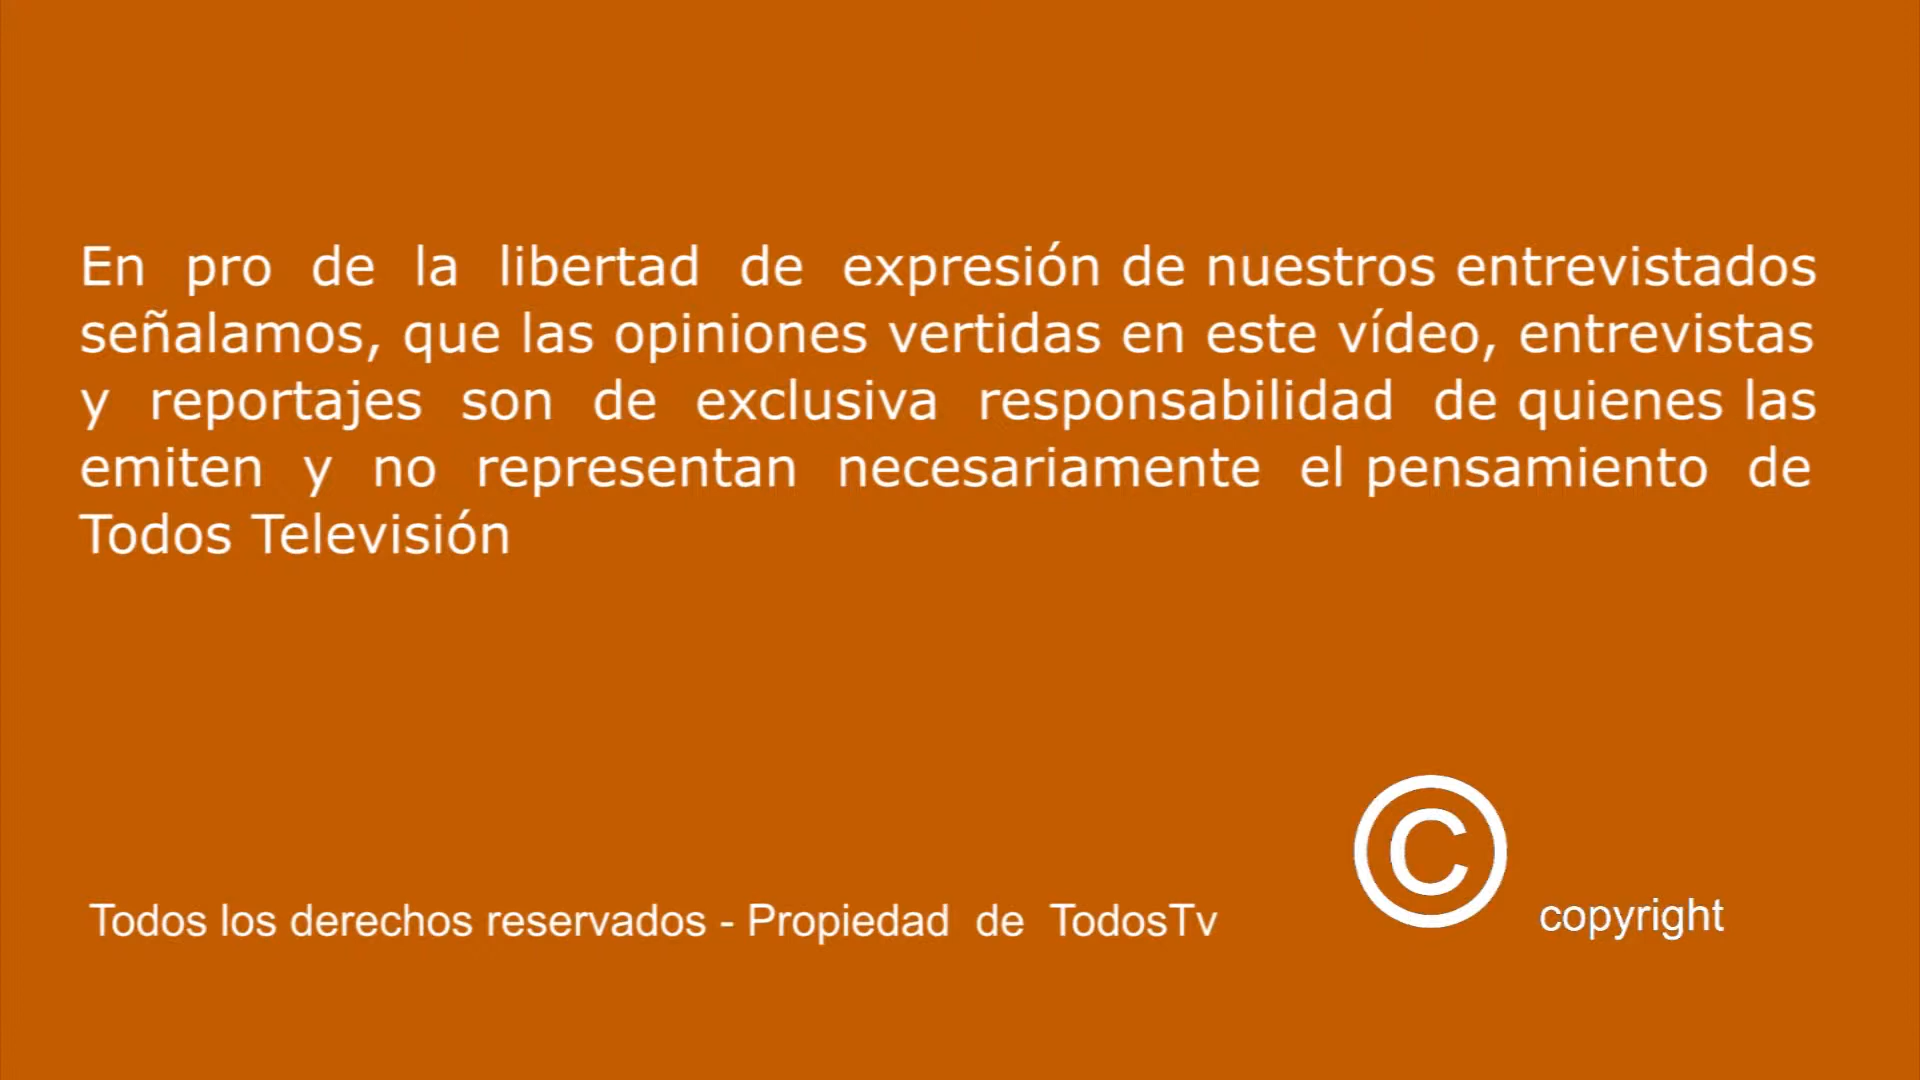 En pro de la libertad de expresión de nuestros entrevistados
señalamos, que las opiniones vertidas en este vídeo, entrevistas
y reportajes son de exclusiva responsabilidad de quienes las
emiten y no representan necesariamente el pensamiento de
Todos Televisión
©
Todos los derechos reservados - Propiedad de TodosTv copyright